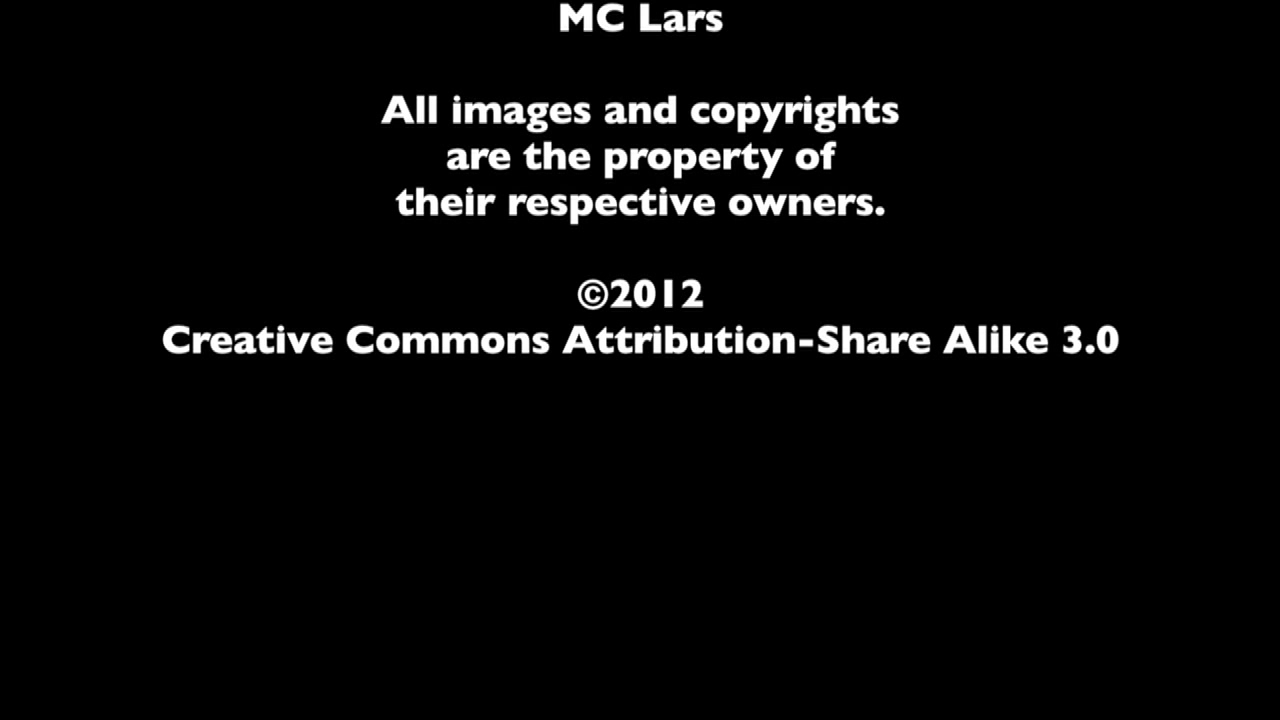 MC Lars
All images and copyrights
are the property of
their respective owners.
©2012
Creative Commons Attribution-Share Alike 3.0